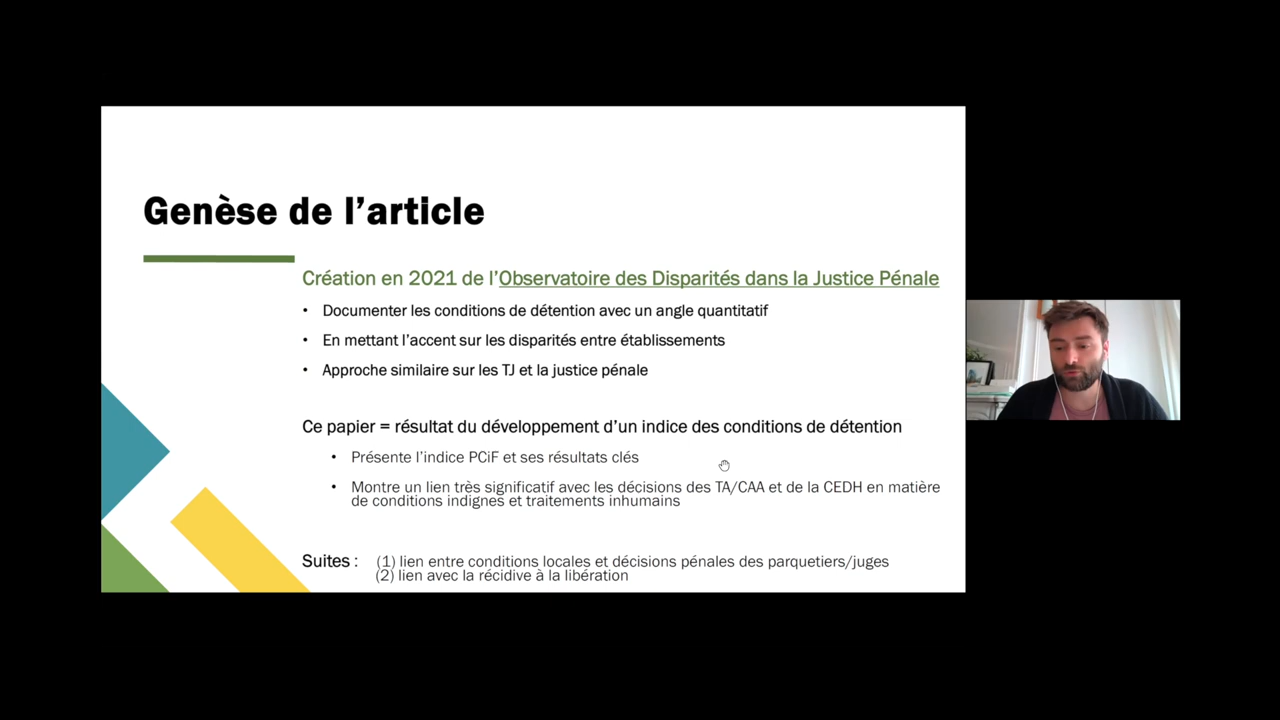 Genèse de l’article
Création en 2021 de l’Observatoire des Disparités dans la Justice Pénale
• Documenter les conditions de détention avec un angle quantitatif
• En mettant l’accent sur les disparités entre établissements
• Approche similaire sur les TJ et la justice pénale
Ce papier = résultat du développement d’un indice des conditions de détention
• Présente l’indice PCiF et ses résultats clés
• Montre un lien très significatif avec les décisions des TA/CAA et de la CEDH en matière
de conditions indignes et traitements inhumains
Suites : (1) lien entre conditions locales et décisions pénales des parquetiers/juges
(2) lien avec la récidive à la libération